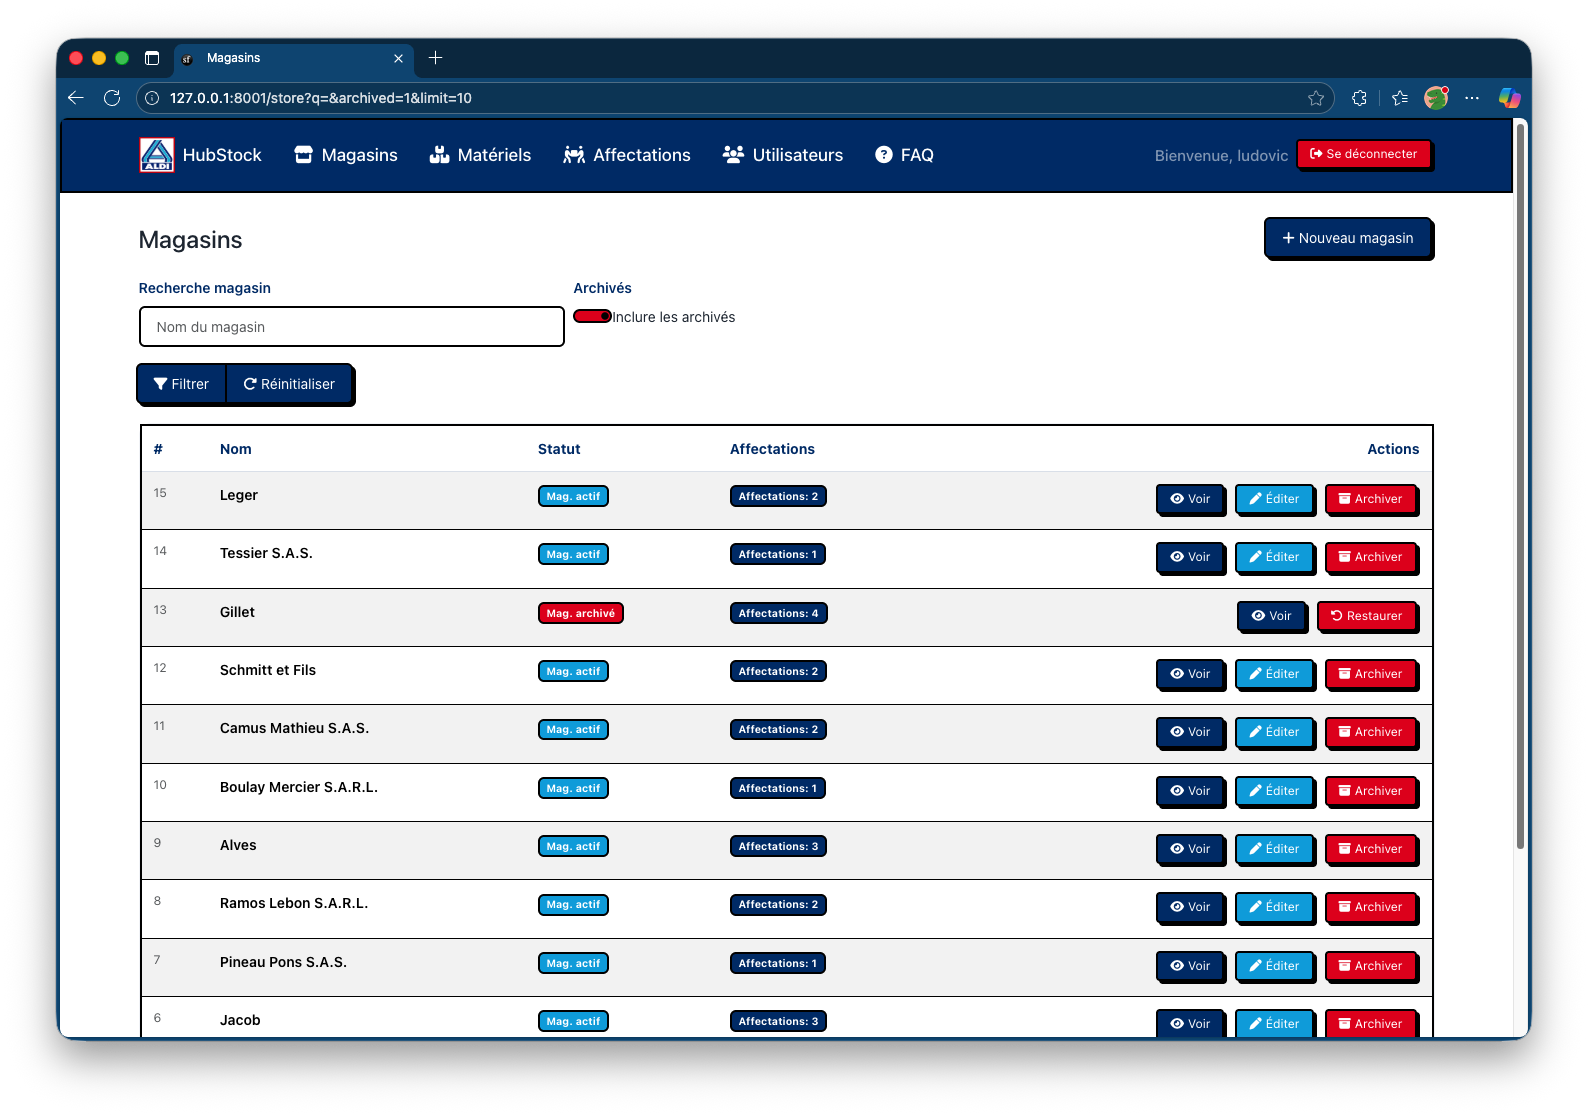 sf Magasins
127.0.0.1:8001/store?q=&archived=1&limit=10
ALDI HubStock Magasins Matériels Affectations Utilisateurs FAQ Bienvenue, ludovic Se déconnecter
Magasins Nouveau magasin
Recherche magasin Archivés
Nom du magasin Inclure les archivés
Filtrer Réinitialiser
# Nom Statut Affectations Actions
15 Leger Mag. actif Affectations: 2 Voir Éditer Archiver
14 Tessier S.A.S. Mag. actif Affectations: 1 Voir Éditer Archiver
13 Gillet Mag. archivé Affectations: 4 Voir Restaurer
12 Schmitt et Fils Mag. actif Affectations: 2 Voir Éditer Archiver
11 Camus Mathieu S.A.S. Mag. actif Affectations: 2 Voir Éditer Archiver
10 Boulay Mercier S.A.R.L. Mag. actif Affectations: 1 Voir Éditer Archiver
9 Alves Mag. actif Affectations: 3 Voir Éditer Archiver
8 Ramos Lebon S.A.R.L. Mag. actif Affectations: 2 Voir Éditer Archiver
7 Pineau Pons S.A.S. Mag. actif Affectations: 1 Voir Éditer Archiver
6 Jacob Mag. actif Affectations: 3 Voir Éditer Archiver